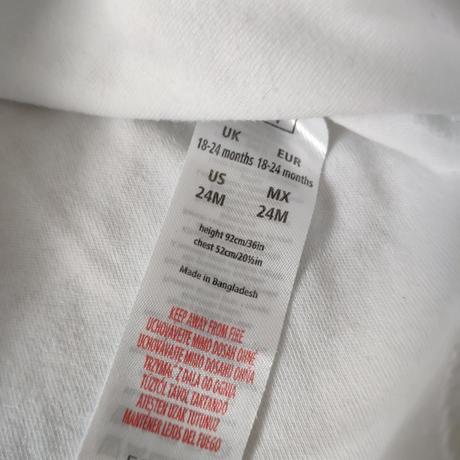 UK EUR
18-24 months 18-24 months
US MX
24M 24M
height 92cm/36in
chest 52cm/20½in
Made in Bangladesh
KEEP AWAY FROM FIRE
UCHOVÁVEJTE MIMO DOSAH OHNĚ
UCHOVÁVAJTE MIMO DOSAHU OHŇA
TRZYMAĆ Z DALA OD OGNIA
TŰZTŐL TÁVOL TARTANDÓ
ATEŞTEN UZAK TUTUNUZ
MANTENER LEJOS DEL FUEGO